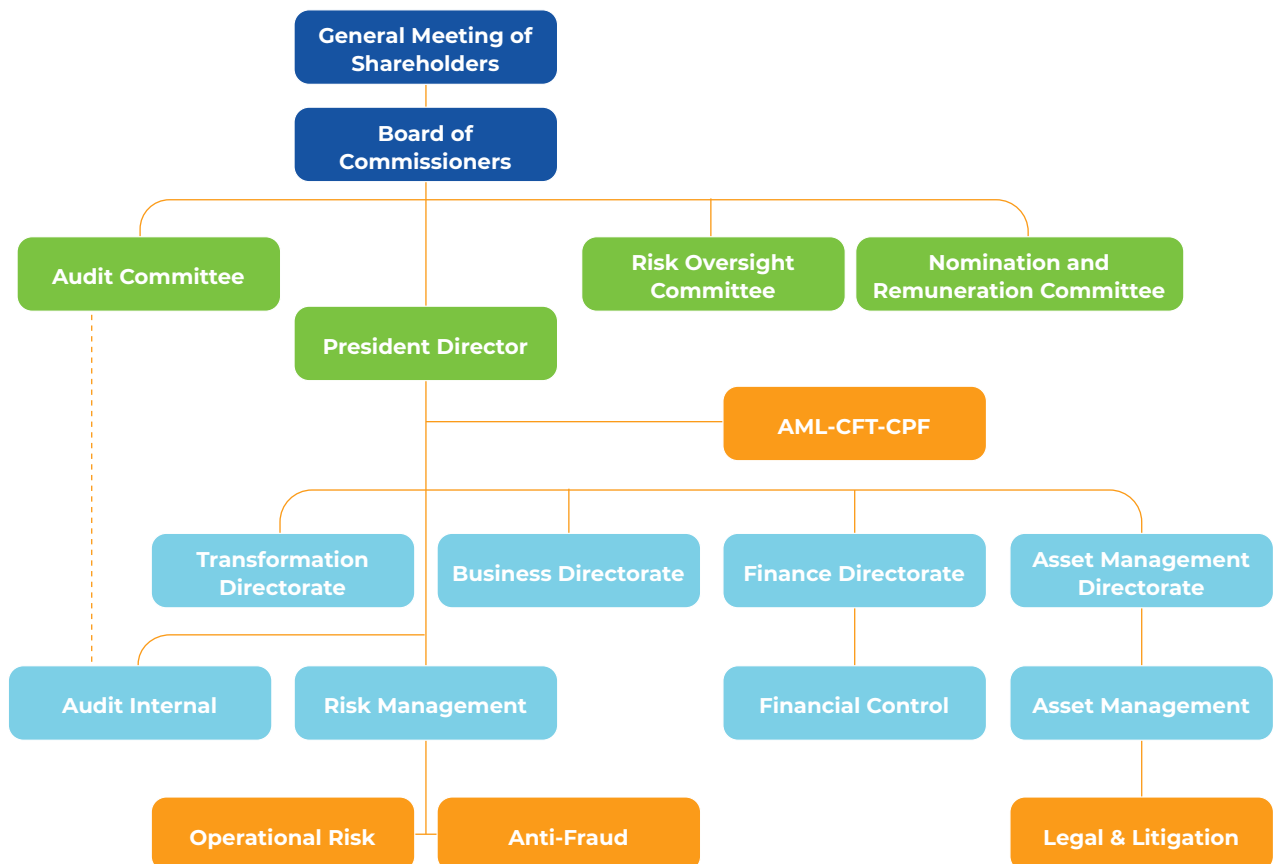 General Meeting of
Shareholders
Board of
Commissioners
Audit Committee
Risk Oversight
Committee
Nomination and
Remuneration Committee
President Director
AML-CFT-CPF
Transformation
Directorate
Business Directorate
Finance Directorate
Asset Management
Directorate
Audit Internal
Risk Management
Financial Control
Asset Management
Operational Risk
Anti-Fraud
Legal & Litigation